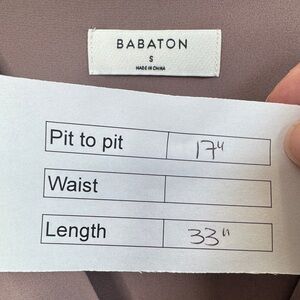 BABATON
S
MADE IN CHINA
Pit to pit 17"
Waist
Length 33"